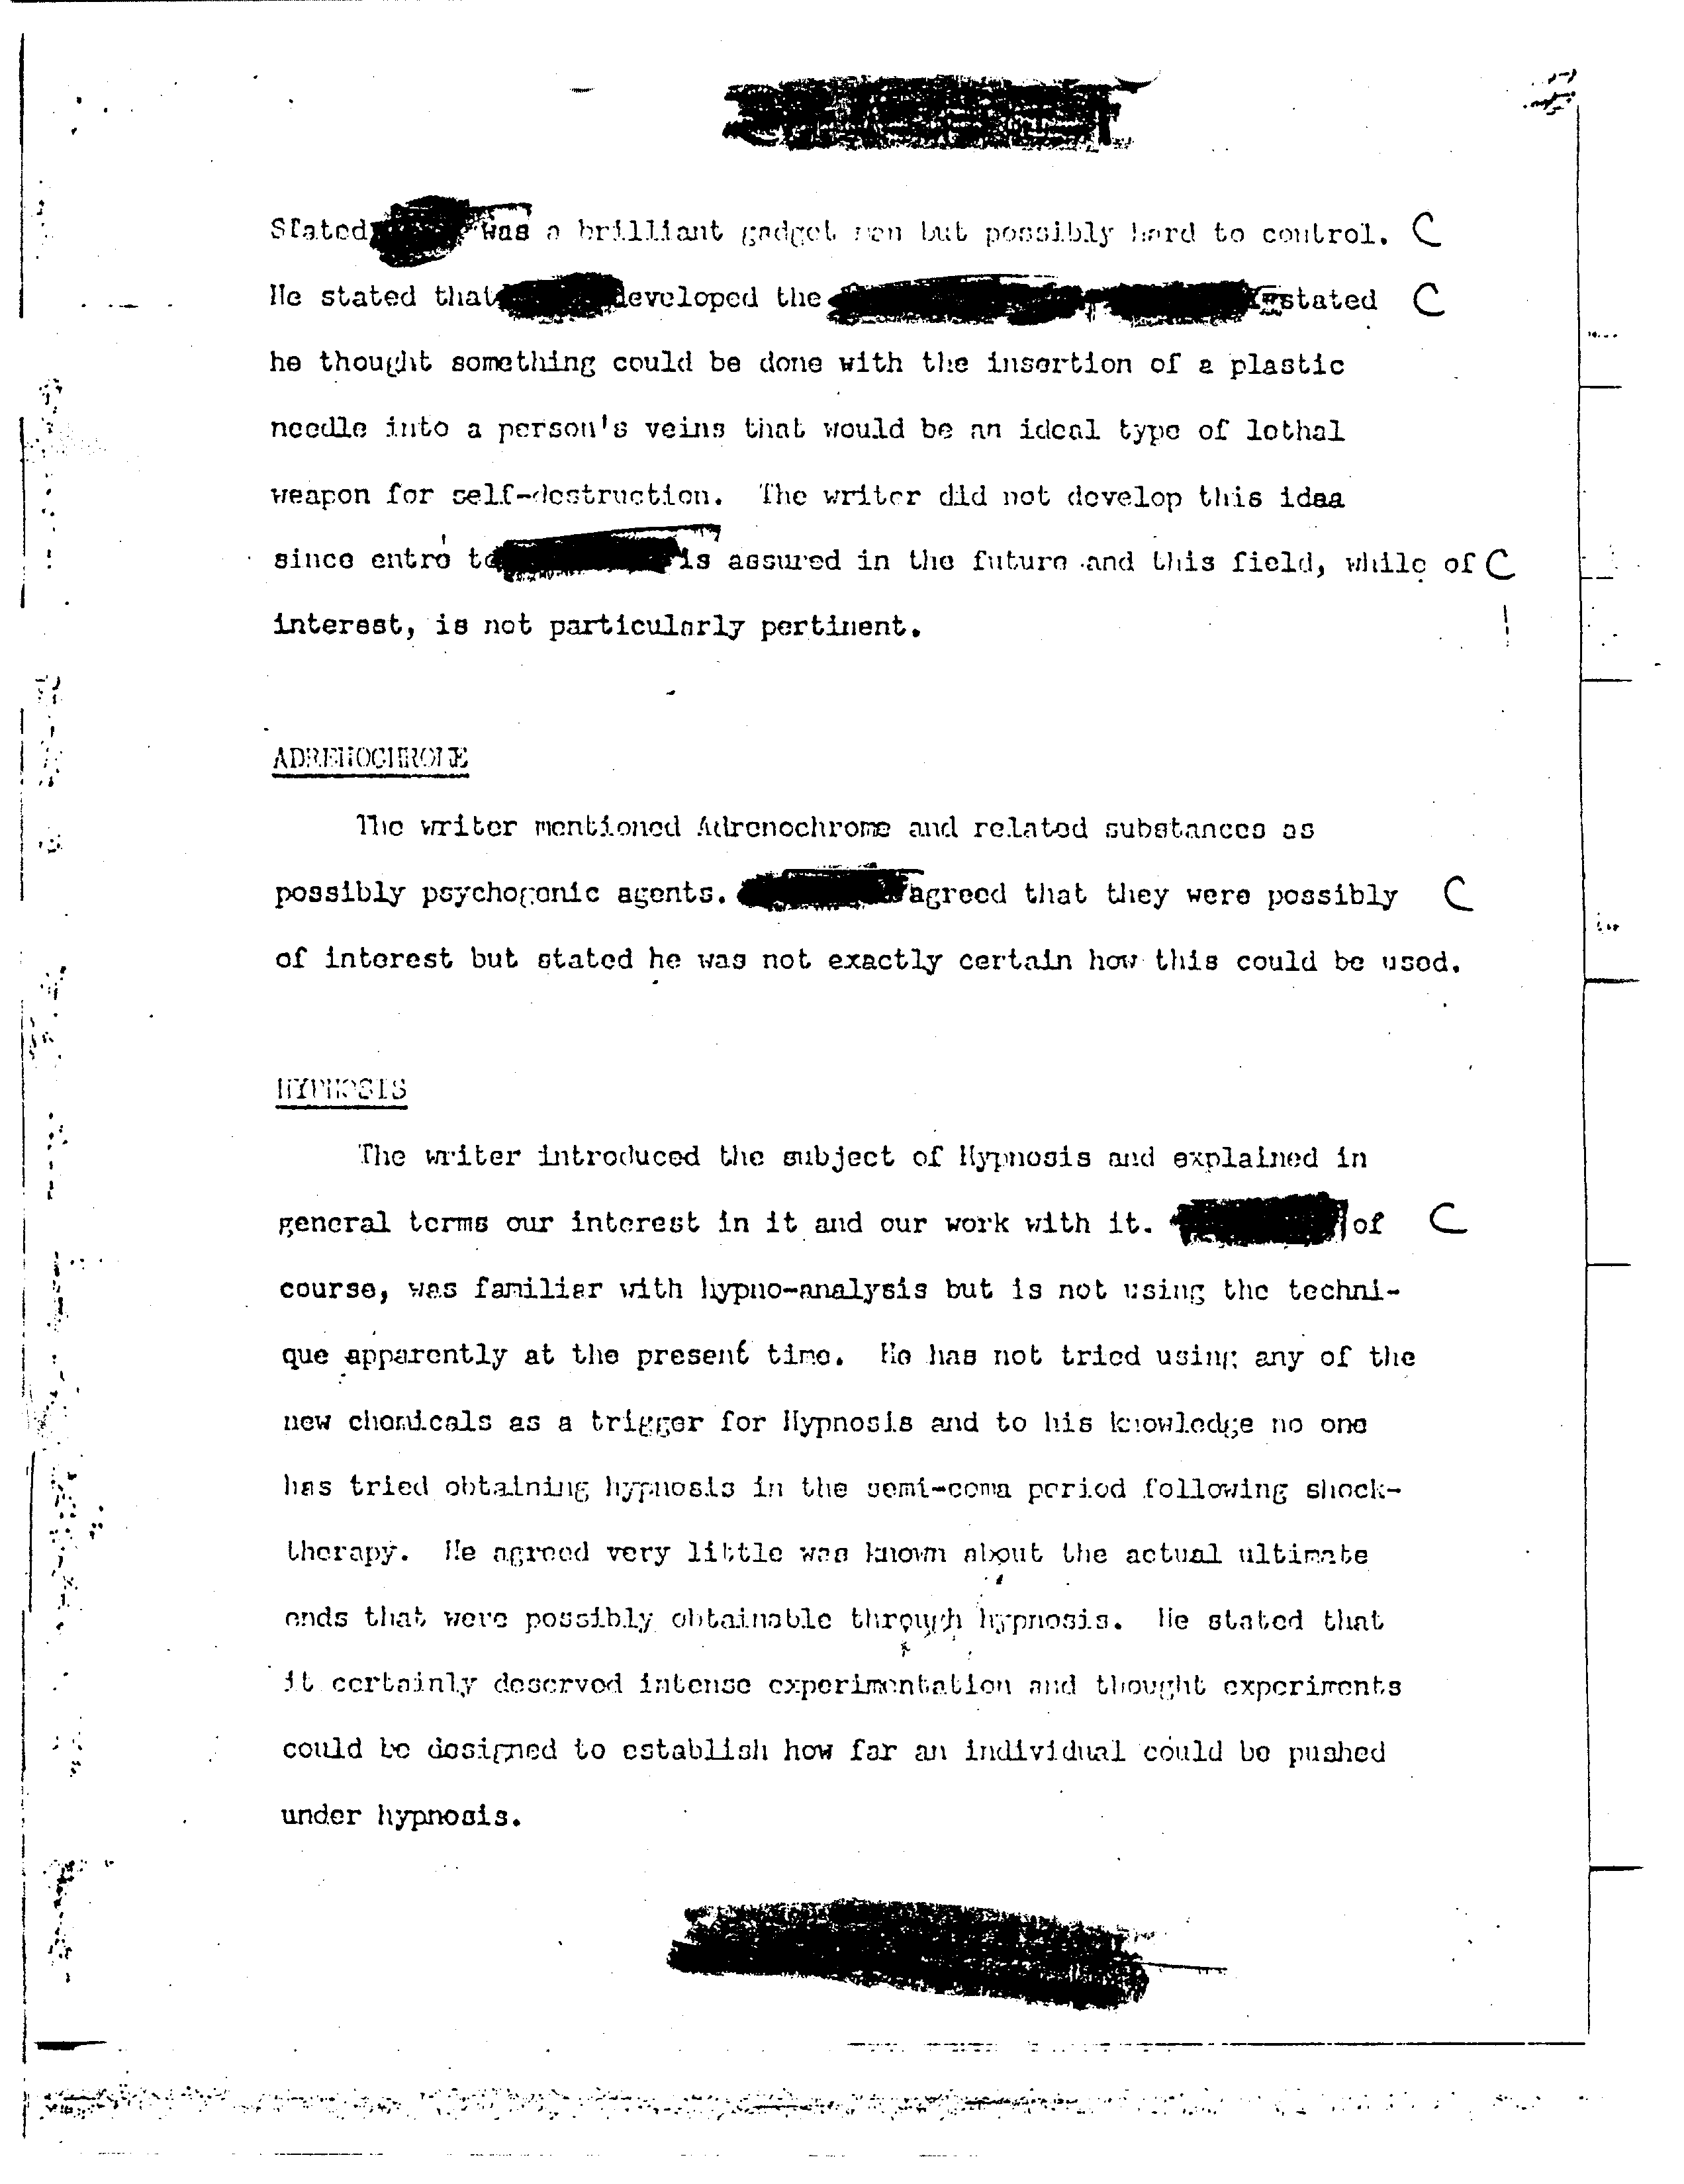 Stated was a brilliant gadget man but possibly hard to control. C
He stated that developed the stated C
he thought something could be done with the insertion of a plastic
needle into a person's veins that would be an ideal type of lethal
weapon for self-destruction. The writer did not develop this idea
since entre to is assured in the future and this field, while of C
interest, is not particularly pertinent.
ADRENOCHROME
The writer mentioned Adrenochrome and related substances as
possibly psychogenic agents. agreed that they were possibly C
of interest but stated he was not exactly certain how this could be used.
HYPNOSIS
The writer introduced the subject of Hypnosis and explained in
general terms our interest in it and our work with it. of C
course, was familiar with hypno-analysis but is not using the techni-
que apparently at the present time. He has not tried using any of the
new chemicals as a trigger for Hypnosis and to his knowledge no one
has tried obtaining hypnosis in the semi-coma period following shock-
therapy. He agreed very little was known about the actual ultimate
ends that were possibly obtainable through hypnosis. He stated that
it certainly deserved intense experimentation and thought experiments
could be designed to establish how far an individual could be pushed
under hypnosis.